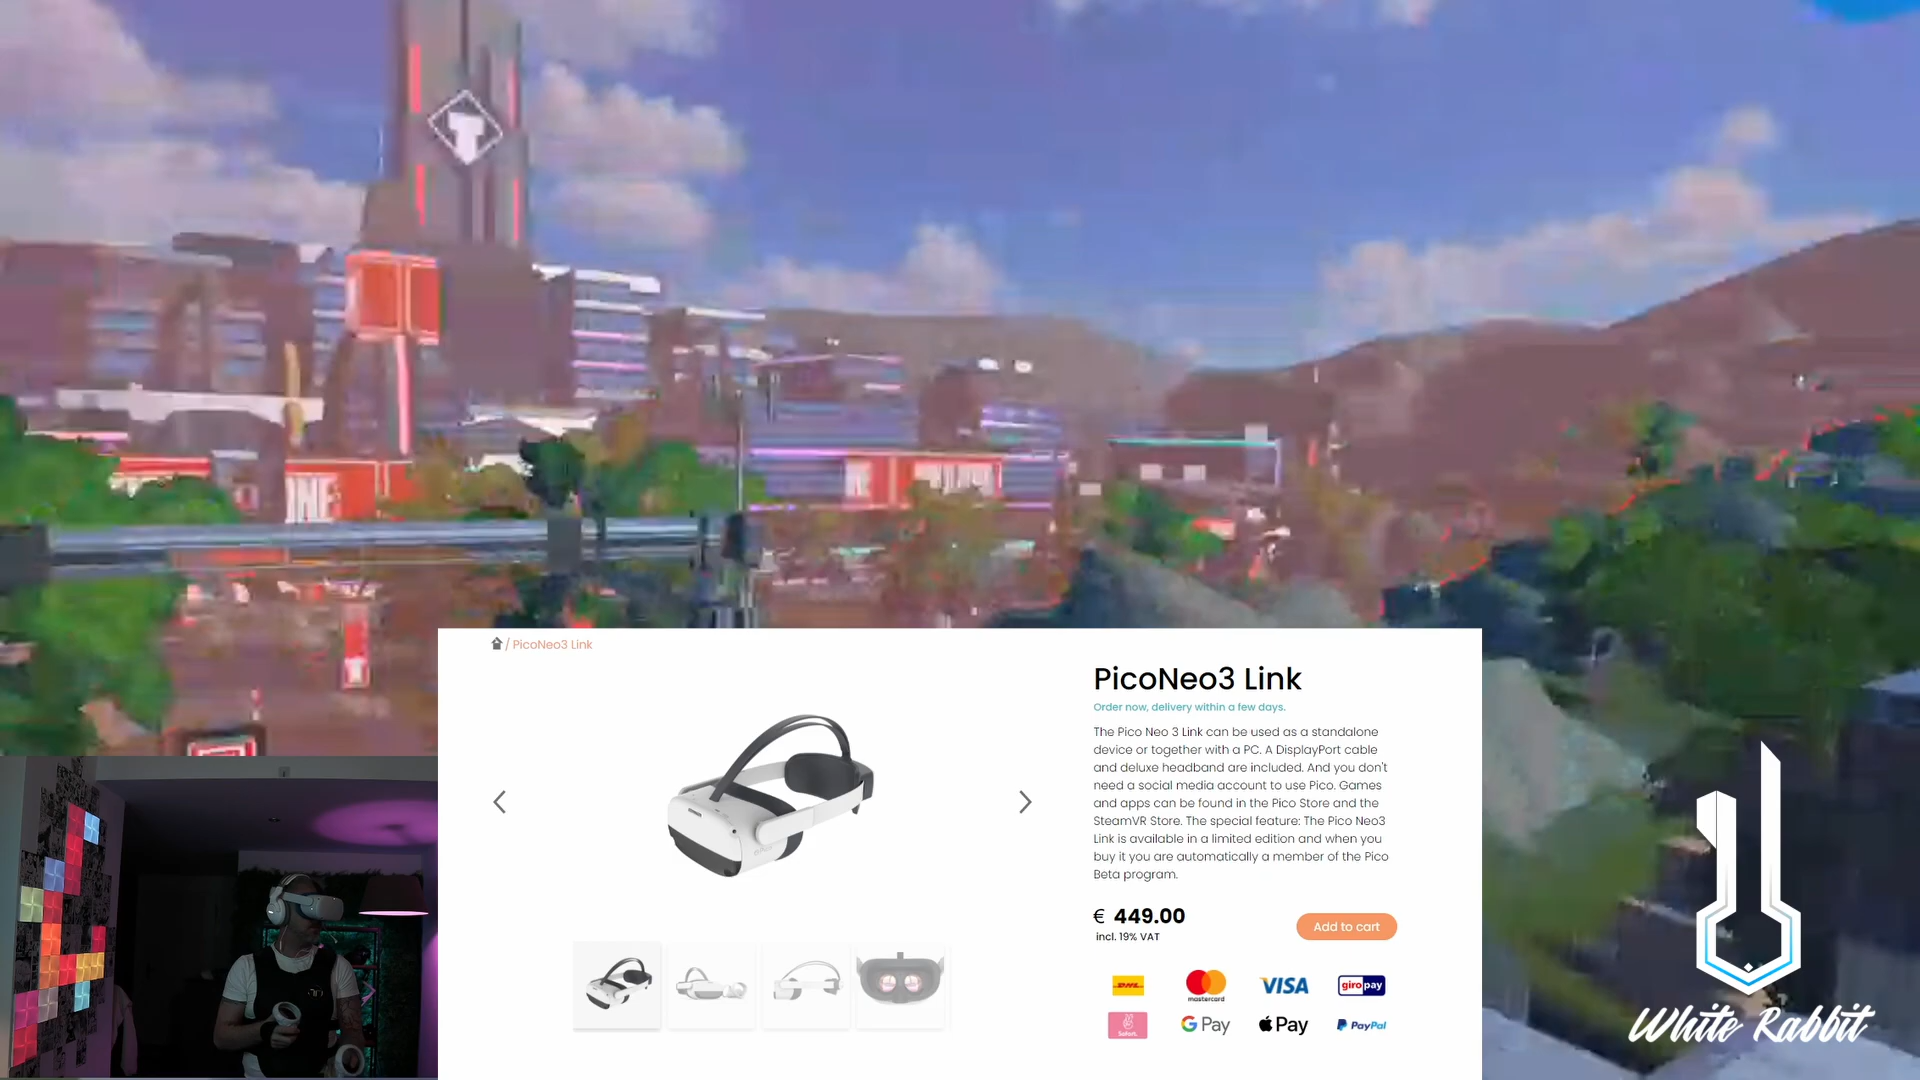 / PicoNeo3 Link
PicoNeo3 Link
Order now, delivery within a few days.
The Pico Neo 3 Link can be used as a standalone
device or together with a PC. A DisplayPort cable
and deluxe headband are included. And you don't
need a social media account to use Pico. Games
and apps can be found in the Pico Store and the
SteamVR Store. The special feature: The Pico Neo3
Link is available in a limited edition and when you
buy it you are automatically a member of the Pico
Beta program.
€ 449.00
incl. 19% VAT
Add to cart
DHL
mastercard
VISA
giropay
Sofort.
G Pay
Pay
PayPal
White Rabbit